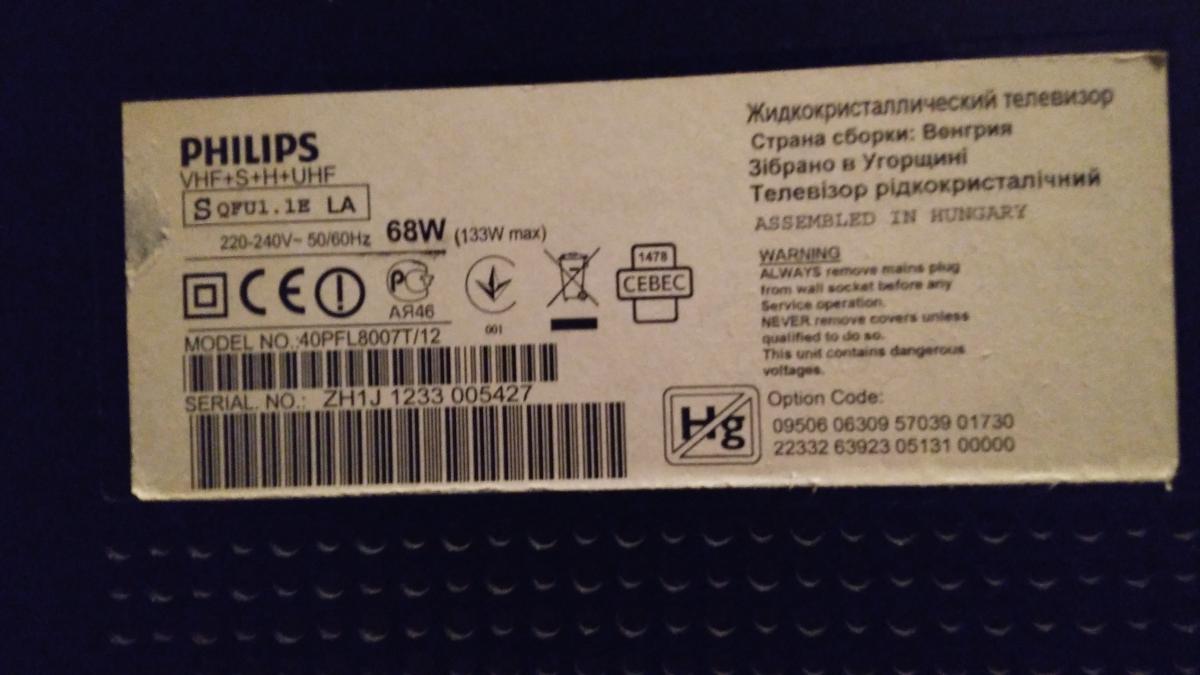 PHILIPS
VHF+S+H+UHF
S QFU1.1E LA
220-240V~ 50/60Hz 68W (133W max)
CE
РС
АЯ46
001
1478
CEBEC
MODEL NO.:40PFL8007T/12
SERIAL. NO.: ZH1J 1233 005427
Жидкокристаллический телевизор
Страна сборки: Венгрия
Зібрано в Угорщині
Телевізор рідкокристалічний
ASSEMBLED IN HUNGARY
WARNING
ALWAYS remove mains plug
from wall socket before any
Service operation.
NEVER remove covers unless
qualified to do so.
This unit contains dangerous
voltages.
Hg
Option Code:
09506 06309 57039 01730
22332 63923 05131 00000